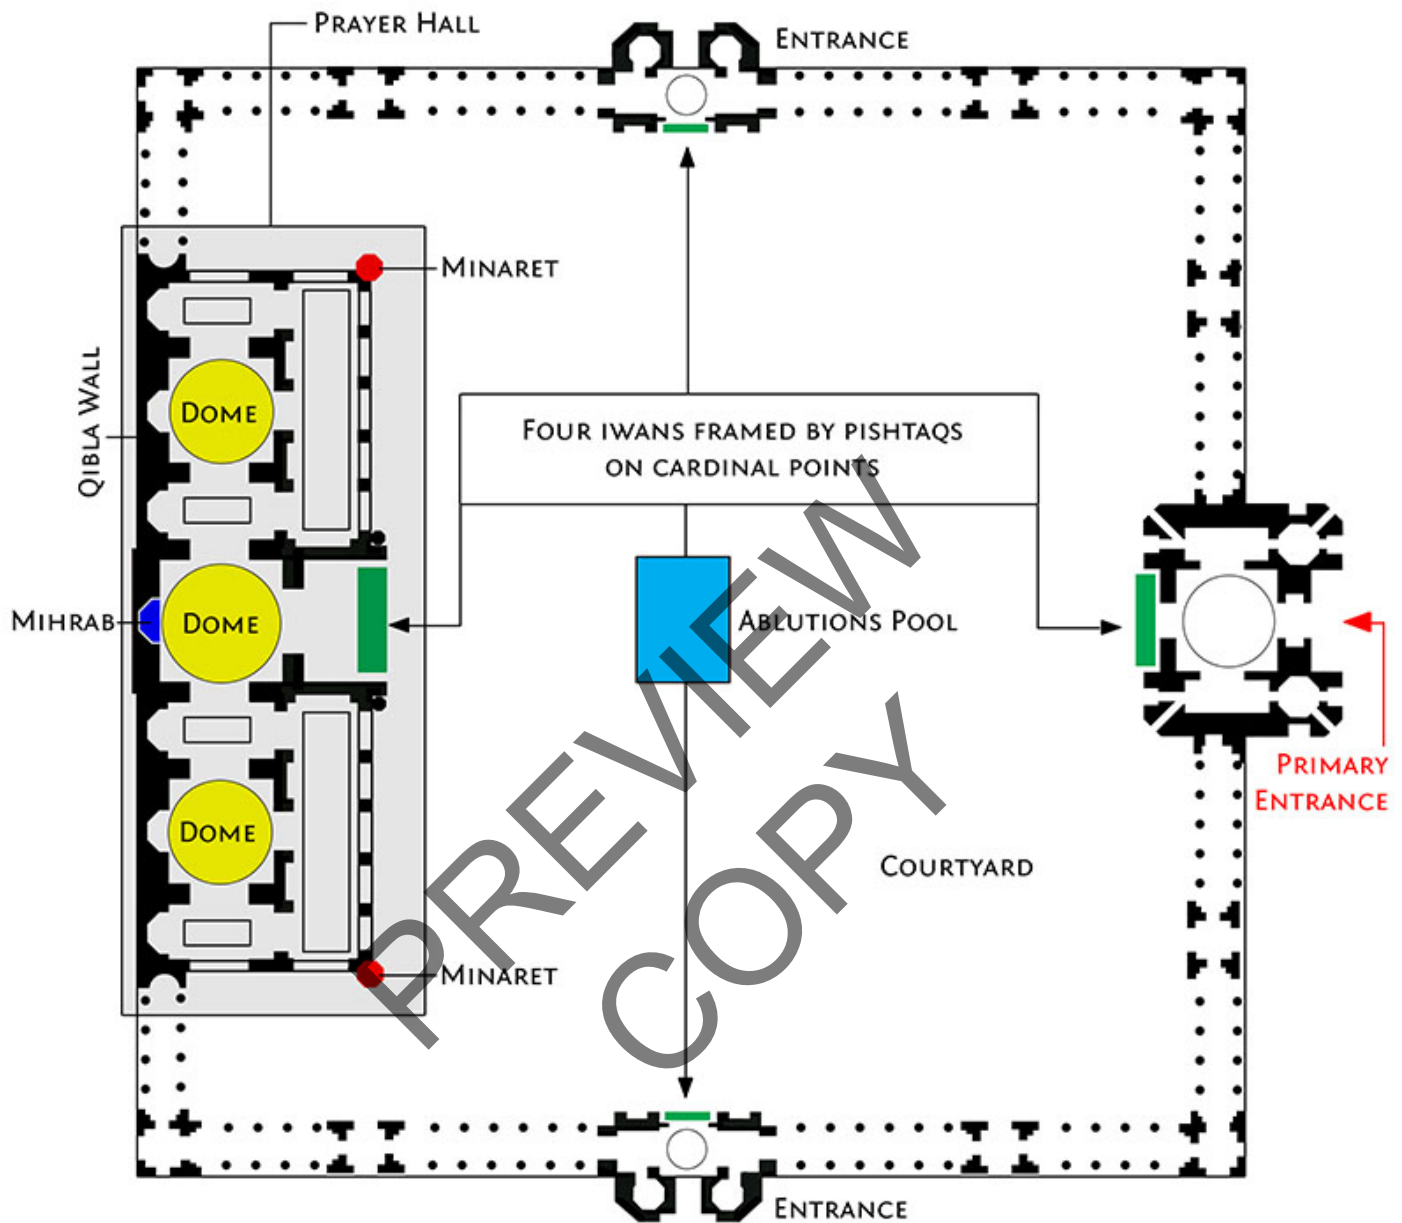 PRAYER HALL
ENTRANCE
MINARET
QIBLA WALL
DOME
FOUR IWANS FRAMED BY PISHTAQS
ON CARDINAL POINTS
MIHRAB
DOME
ABLUTIONS POOL
PRIMARY
ENTRANCE
DOME
COURTYARD
MINARET
ENTRANCE
PREVIEW
COPY